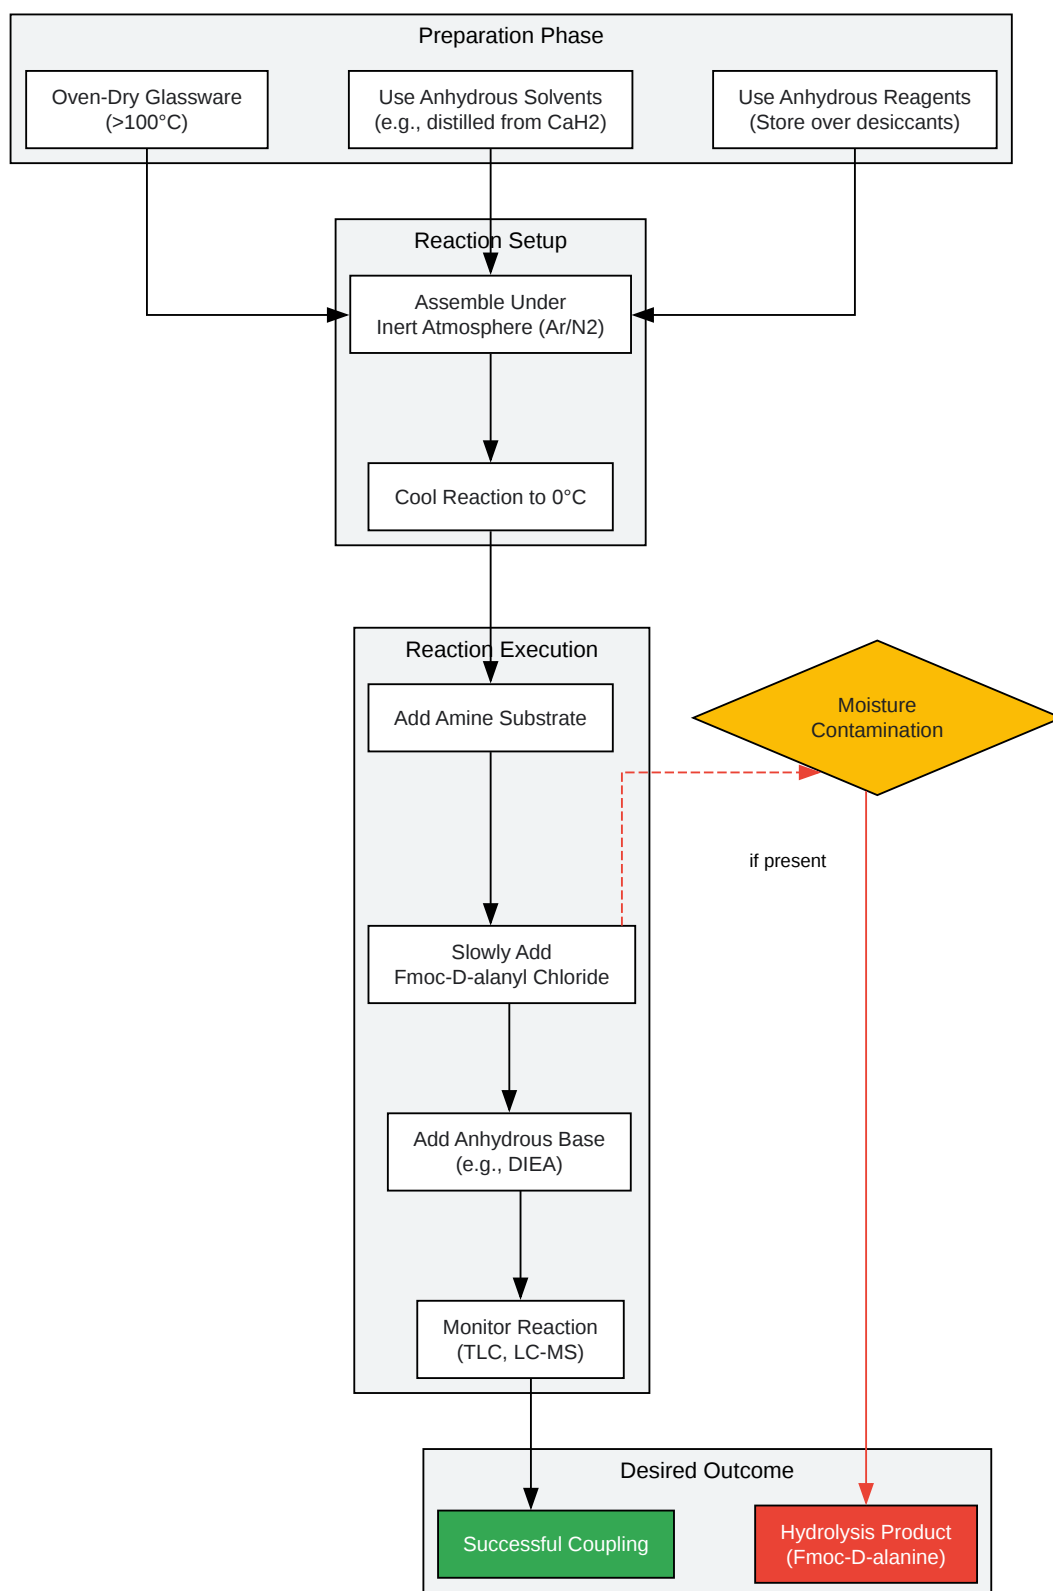 Preparation Phase
Oven-Dry Glassware
(>100°C)
Use Anhydrous Solvents
(e.g., distilled from CaH2)
Use Anhydrous Reagents
(Store over desiccants)
Reaction Setup
Assemble Under
Inert Atmosphere (Ar/N2)
Cool Reaction to 0°C
Reaction Execution
Add Amine Substrate
Moisture
Contamination
if present
Slowly Add
Fmoc-D-alanyl Chloride
Add Anhydrous Base
(e.g., DIEA)
Monitor Reaction
(TLC, LC-MS)
Desired Outcome
Successful Coupling
Hydrolysis Product
(Fmoc-D-alanine)